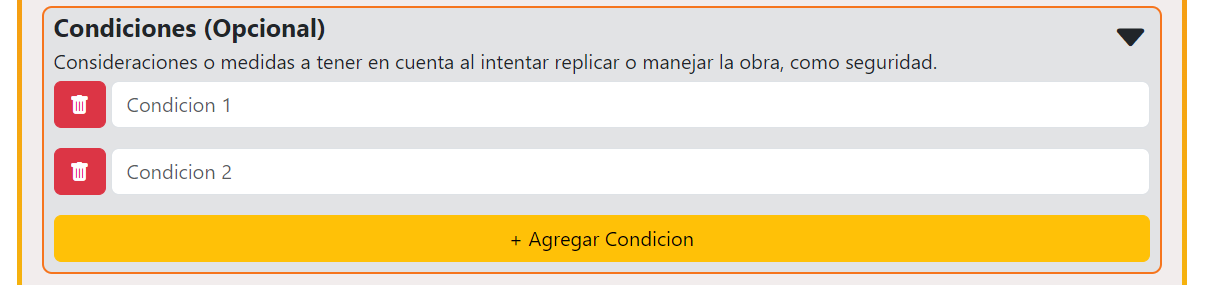 Condiciones (Opcional)
Consideraciones o medidas a tener en cuenta al intentar replicar o manejar la obra, como seguridad.
Condicion 1
Condicion 2
+ Agregar Condicion